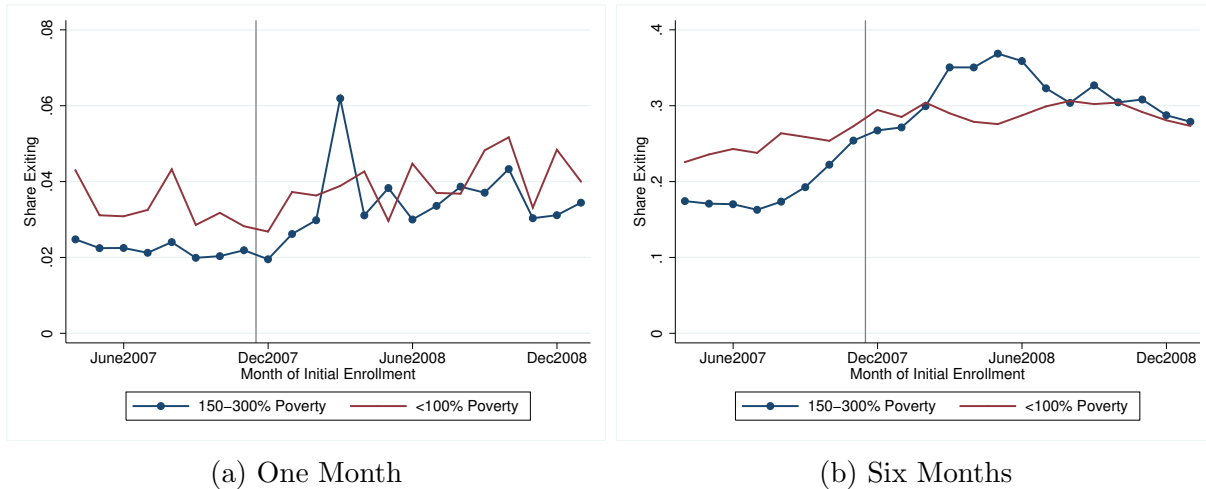 .08
.06
.04
.02
0
Share Exiting
June2007
Dec2007
June2008
Dec2008
Month of Initial Enrollment
150−300% Poverty
<100% Poverty
(a) One Month
.4
.3
.2
.1
0
Share Exiting
June2007
Dec2007
June2008
Dec2008
Month of Initial Enrollment
150−300% Poverty
<100% Poverty
(b) Six Months